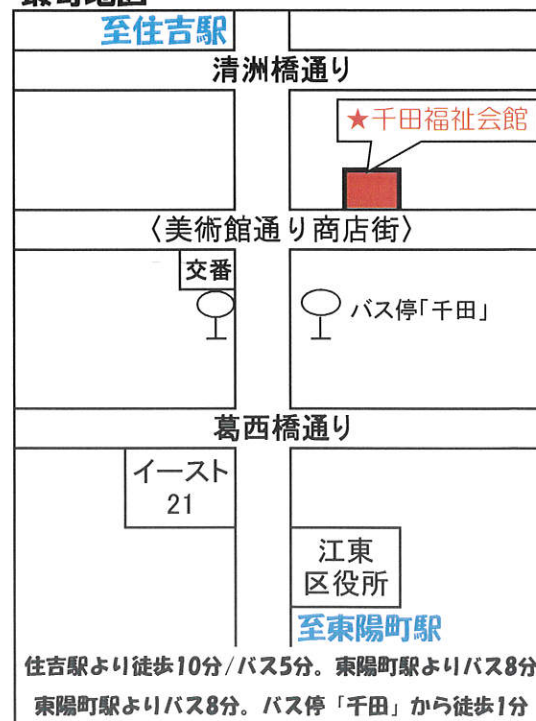 至住吉駅
清洲橋通り
★千田福祉会館
〈美術館通り商店街〉
交番
バス停「千田」
葛西橋通り
イースト
21
江東
区役所
至東陽町駅
住吉駅より徒歩10分/バス5分。東陽町駅よりバス8分
東陽町駅よりバス8分。バス停「千田」から徒歩1分